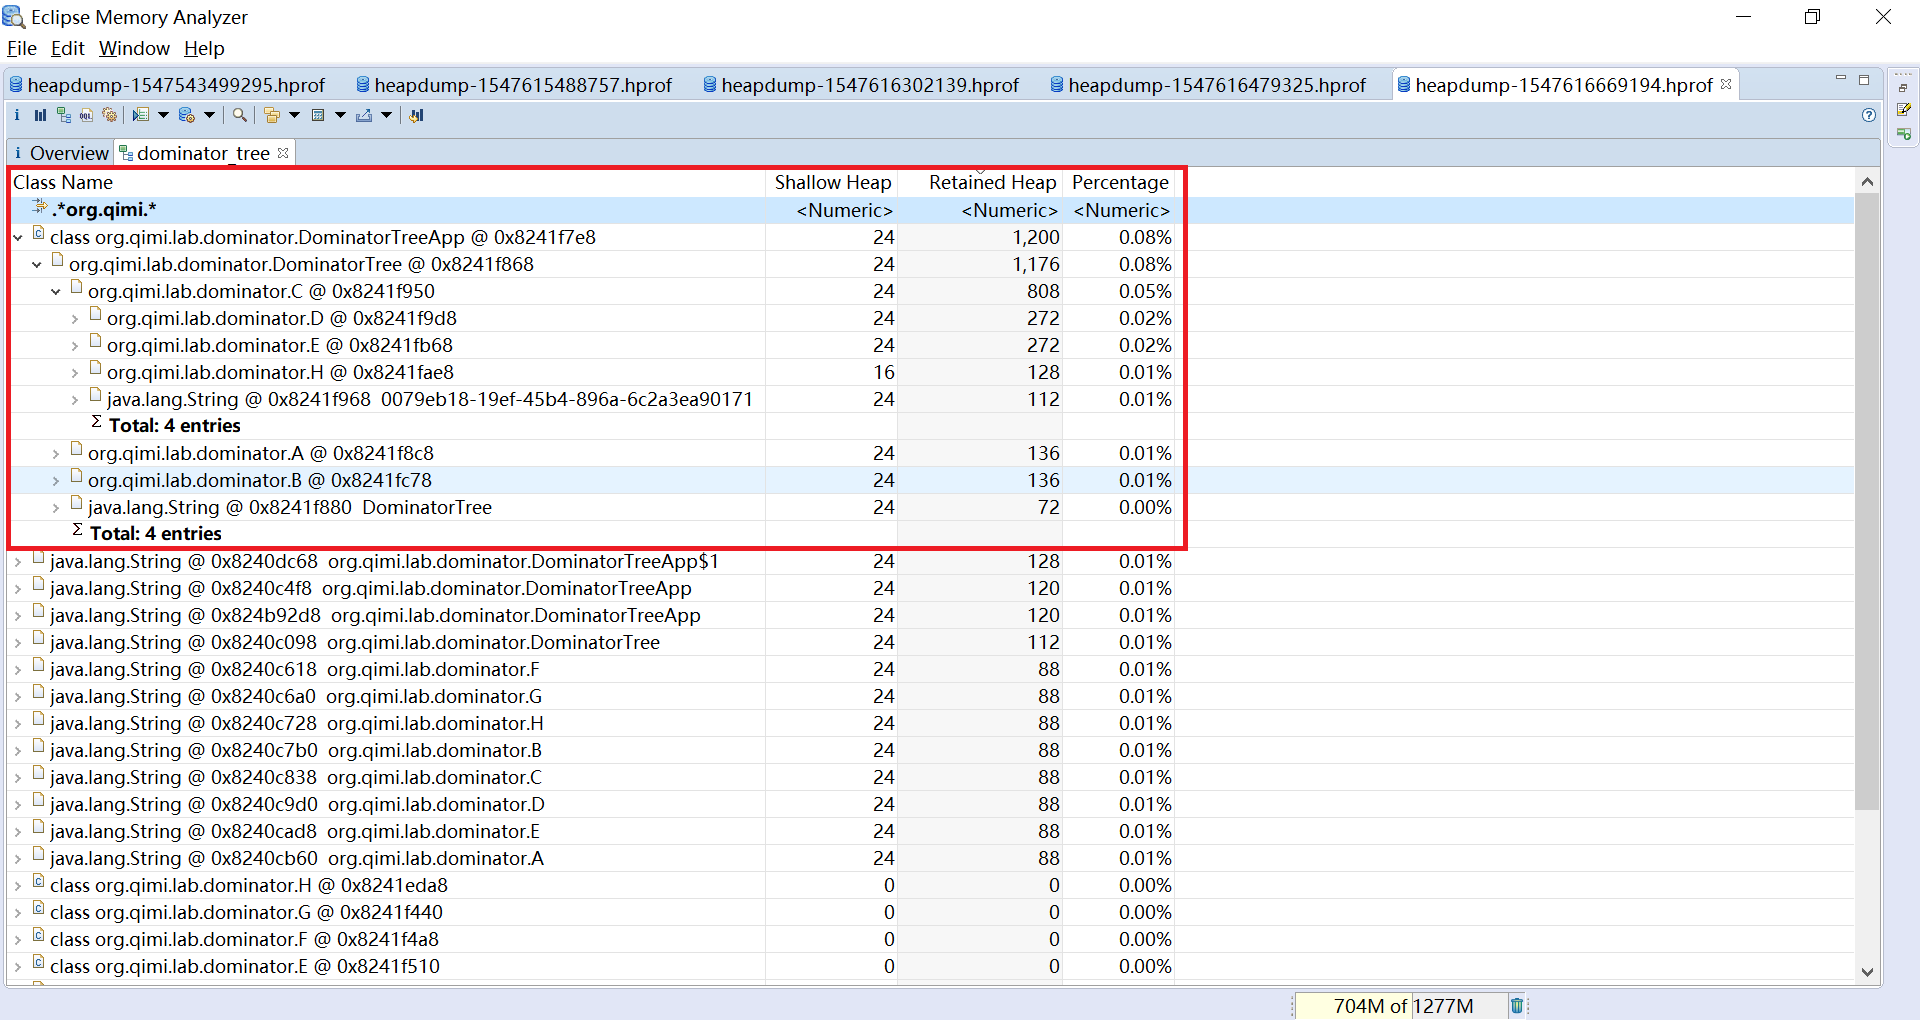 Eclipse Memory Analyzer
File Edit Window Help
heapdump-1547543499295.hprof heapdump-1547615488757.hprof heapdump-1547616302139.hprof heapdump-1547616479325.hprof heapdump-1547616669194.hprof
Overview dominator_tree
Class Name Shallow Heap Retained Heap Percentage
.*org.qimi.* <Numeric> <Numeric> <Numeric>
class org.qimi.lab.dominator.DominatorTreeApp @ 0x8241f7e8 24 1,200 0.08%
org.qimi.lab.dominator.DominatorTree @ 0x8241f868 24 1,176 0.08%
org.qimi.lab.dominator.C @ 0x8241f950 24 808 0.05%
org.qimi.lab.dominator.D @ 0x8241f9d8 24 272 0.02%
org.qimi.lab.dominator.E @ 0x8241fb68 24 272 0.02%
org.qimi.lab.dominator.H @ 0x8241fae8 16 128 0.01%
java.lang.String @ 0x8241f968 0079eb18-19ef-45b4-896a-6c2a3ea90171 24 112 0.01%
Σ Total: 4 entries
org.qimi.lab.dominator.A @ 0x8241f8c8 24 136 0.01%
org.qimi.lab.dominator.B @ 0x8241fc78 24 136 0.01%
java.lang.String @ 0x8241f880 DominatorTree 24 72 0.00%
Σ Total: 4 entries
java.lang.String @ 0x8240dc68 org.qimi.lab.dominator.DominatorTreeApp$1 24 128 0.01%
java.lang.String @ 0x8240c4f8 org.qimi.lab.dominator.DominatorTreeApp 24 120 0.01%
java.lang.String @ 0x824b92d8 org.qimi.lab.dominator.DominatorTreeApp 24 120 0.01%
java.lang.String @ 0x8240c098 org.qimi.lab.dominator.DominatorTree 24 112 0.01%
java.lang.String @ 0x8240c618 org.qimi.lab.dominator.F 24 88 0.01%
java.lang.String @ 0x8240c6a0 org.qimi.lab.dominator.G 24 88 0.01%
java.lang.String @ 0x8240c728 org.qimi.lab.dominator.H 24 88 0.01%
java.lang.String @ 0x8240c7b0 org.qimi.lab.dominator.B 24 88 0.01%
java.lang.String @ 0x8240c838 org.qimi.lab.dominator.C 24 88 0.01%
java.lang.String @ 0x8240c9d0 org.qimi.lab.dominator.D 24 88 0.01%
java.lang.String @ 0x8240cad8 org.qimi.lab.dominator.E 24 88 0.01%
java.lang.String @ 0x8240cb60 org.qimi.lab.dominator.A 24 88 0.01%
class org.qimi.lab.dominator.H @ 0x8241eda8 0 0 0.00%
class org.qimi.lab.dominator.G @ 0x8241f440 0 0 0.00%
class org.qimi.lab.dominator.F @ 0x8241f4a8 0 0 0.00%
class org.qimi.lab.dominator.E @ 0x8241f510 0 0 0.00%
704M of 1277M